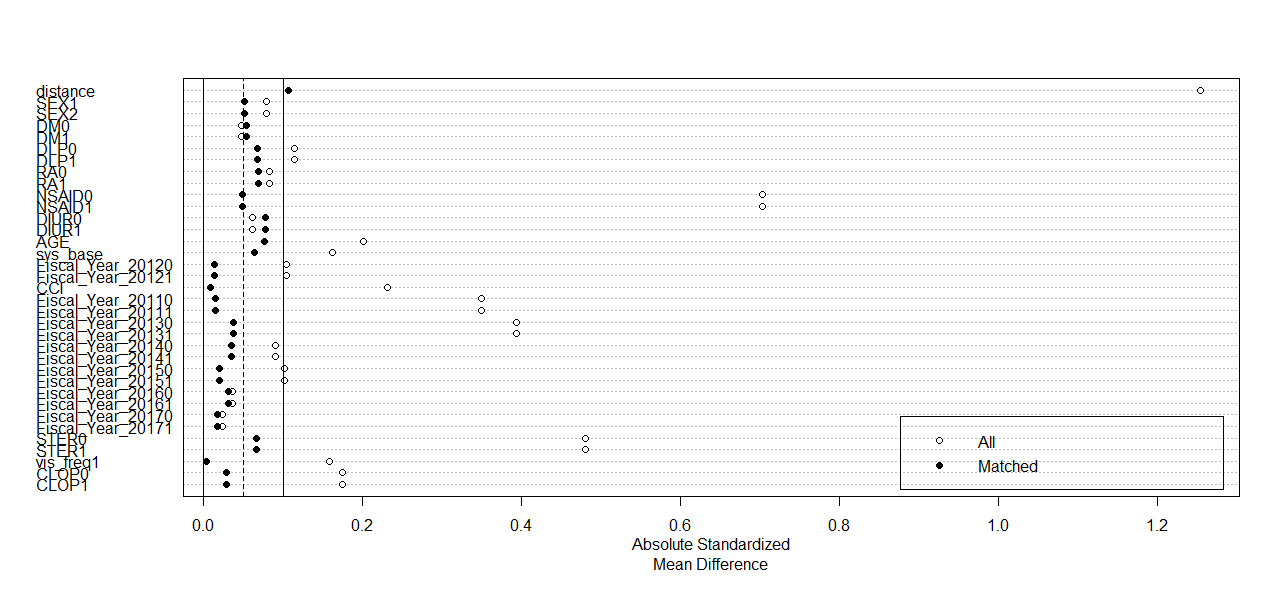 distance
SEX1
SEX2
DM0
DM1
DLP0
DLP1
RA0
RA1
NSAID0
NSAID1
DIUR0
DIUR1
AGE
sys_base
Fiscal_Year_20120
Fiscal_Year_20121
CCI
Fiscal_Year_20110
Fiscal_Year_20111
Fiscal_Year_20130
Fiscal_Year_20131
Fiscal_Year_20140
Fiscal_Year_20141
Fiscal_Year_20150
Fiscal_Year_20151
Fiscal_Year_20160
Fiscal_Year_20161
Fiscal_Year_20170
Fiscal_Year_20171
STER0
STER1
vis_freq1
CLOP0
CLOP1
All
Matched
0.0 0.2 0.4 0.6 0.8 1.0 1.2
Absolute Standardized
Mean Difference